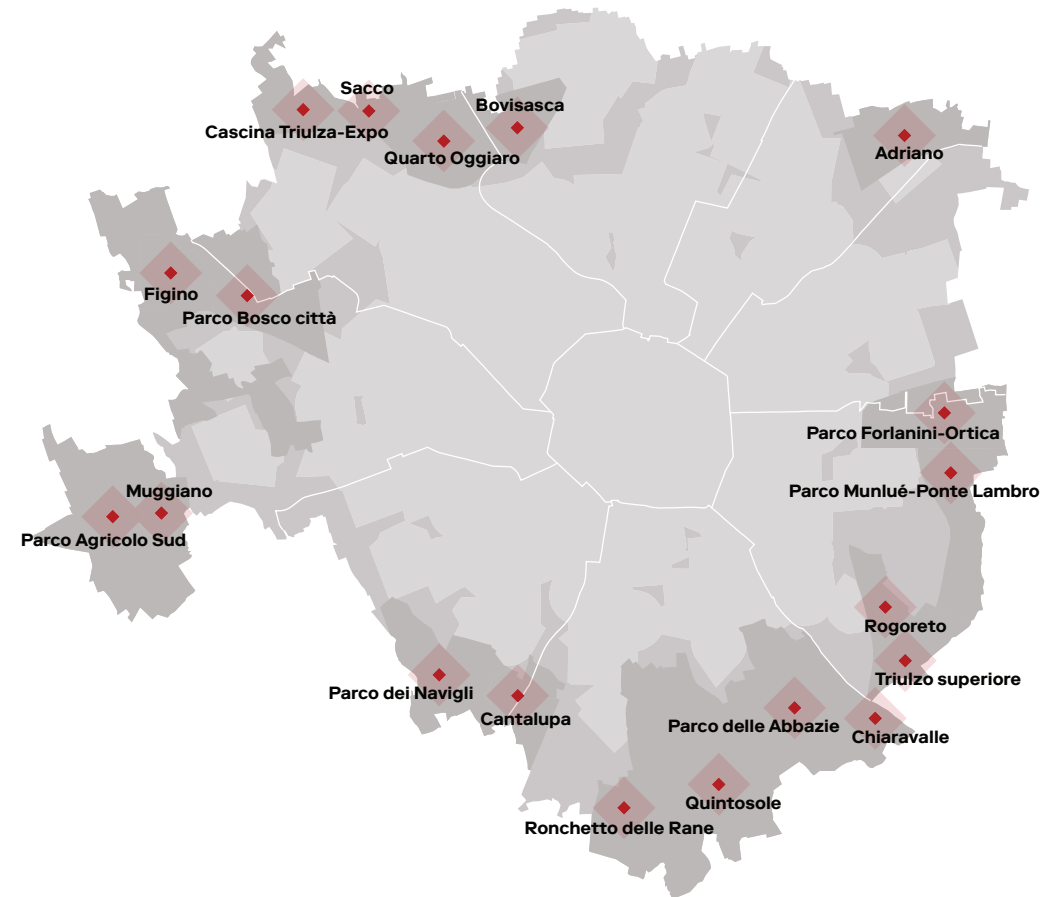 Sacco
Bovisasca
Cascina Triulza-Expo
Quarto Oggiaro
Adriano
Figino
Parco Bosco città
Parco Forlanini-Ortica
Muggiano
Parco Munlué-Ponte Lambro
Parco Agricolo Sud
Rogoreto
Triulzo superiore
Parco dei Navigli
Cantalupa
Parco delle Abbazie
Chiaravalle
Quintosole
Ronchetto delle Rane